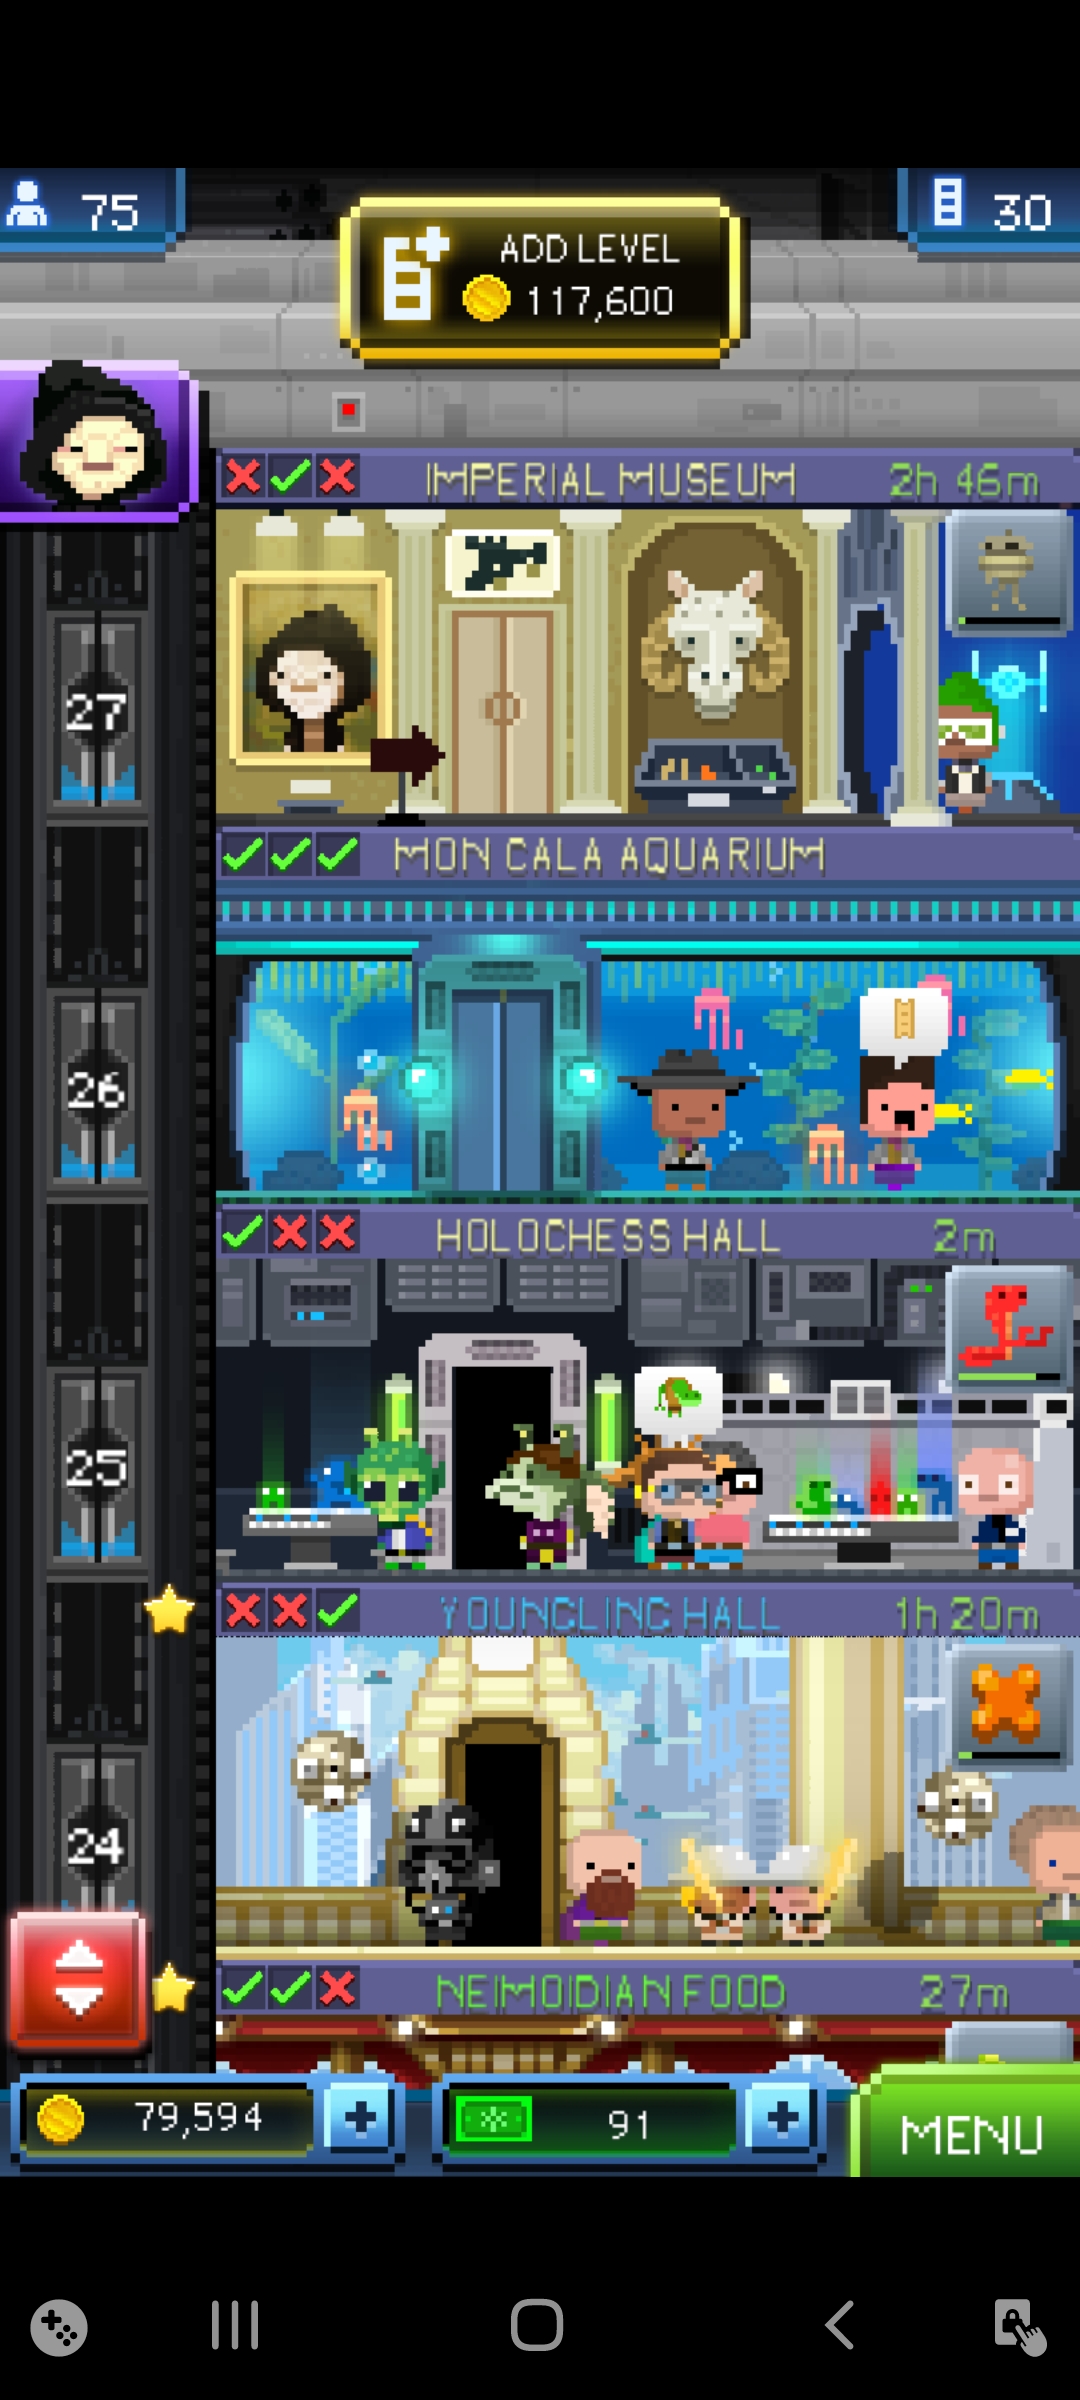 75
ADD LEVEL
117,600
30
IMPERIAL MUSEUM 2h 46m
27
MON CALA AQUARIUM
26
HOLOCHESS HALL 2m
25
YOUNGLING HALL 1h 20m
24
NEIMOIDIAN FOOD 27m
79,594
91
MENU